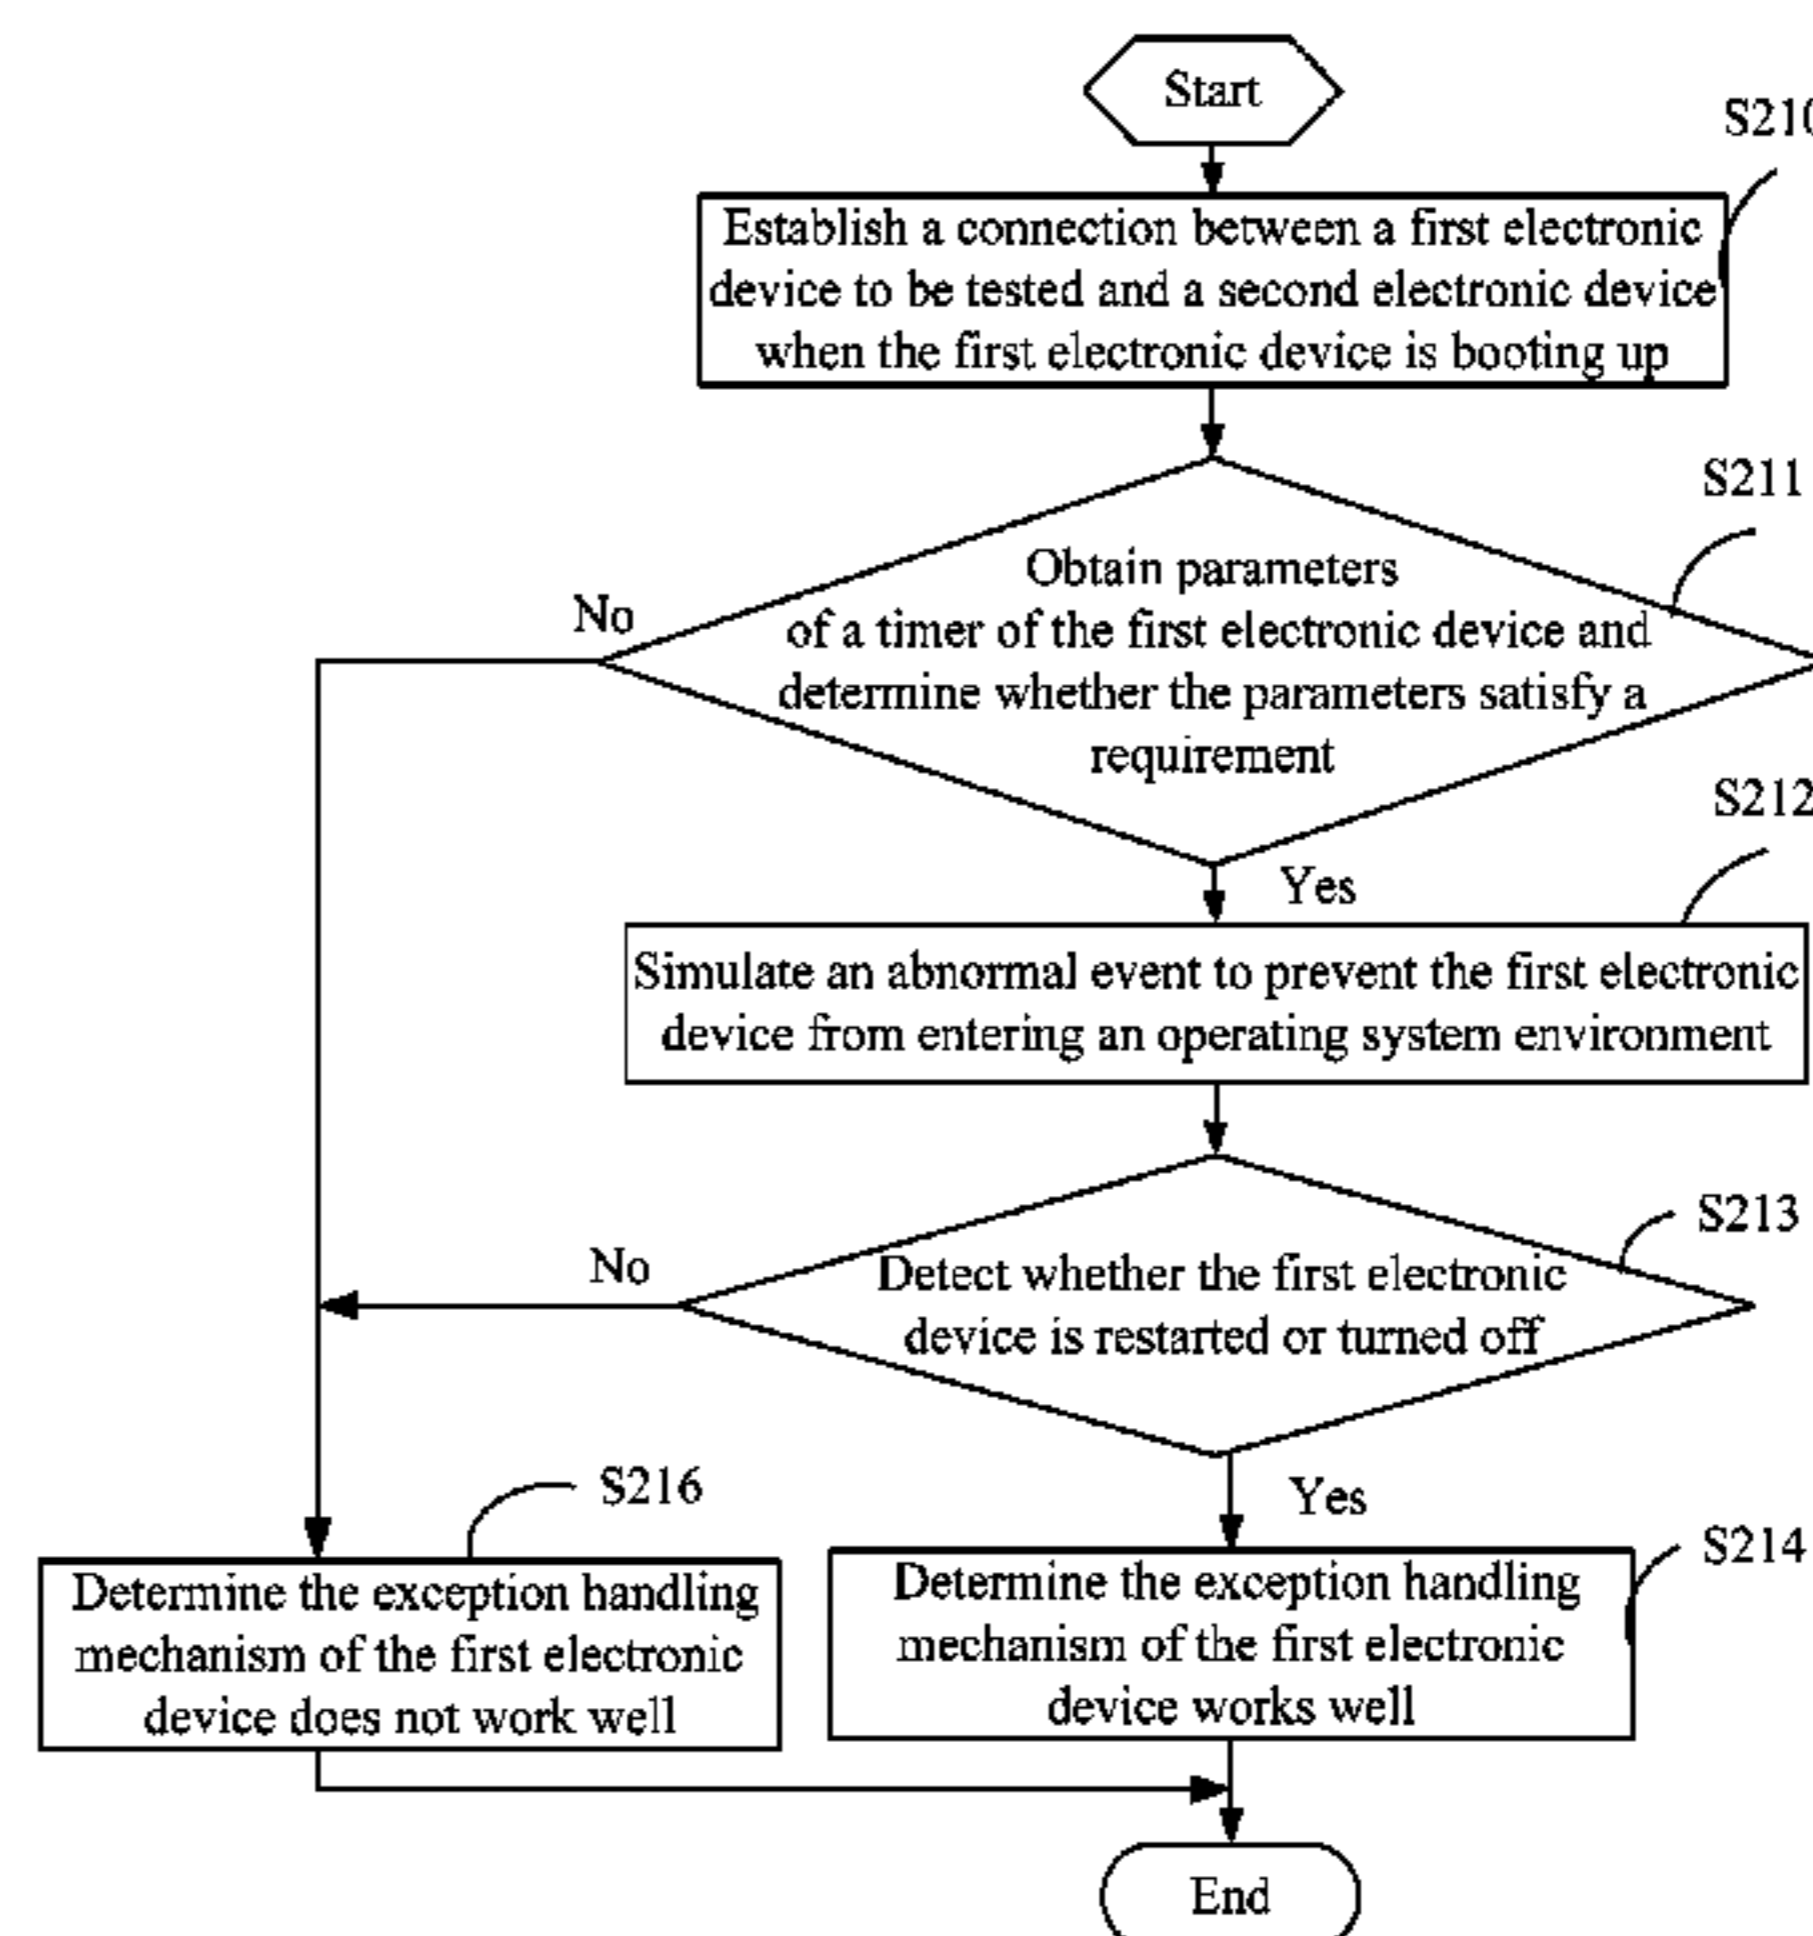 Start
S210
Establish a connection between a first electronic
device to be tested and a second electronic device
when the first electronic device is booting up
S211
Obtain parameters
of a timer of the first electronic device and
determine whether the parameters satisfy a
requirement
No
Yes
S212
Simulate an abnormal event to prevent the first electronic
device from entering an operating system environment
S213
Detect whether the first electronic
device is restarted or turned off
No
Yes
S216
Determine the exception handling
mechanism of the first electronic
device does not work well
S214
Determine the exception handling
mechanism of the first electronic
device works well
End